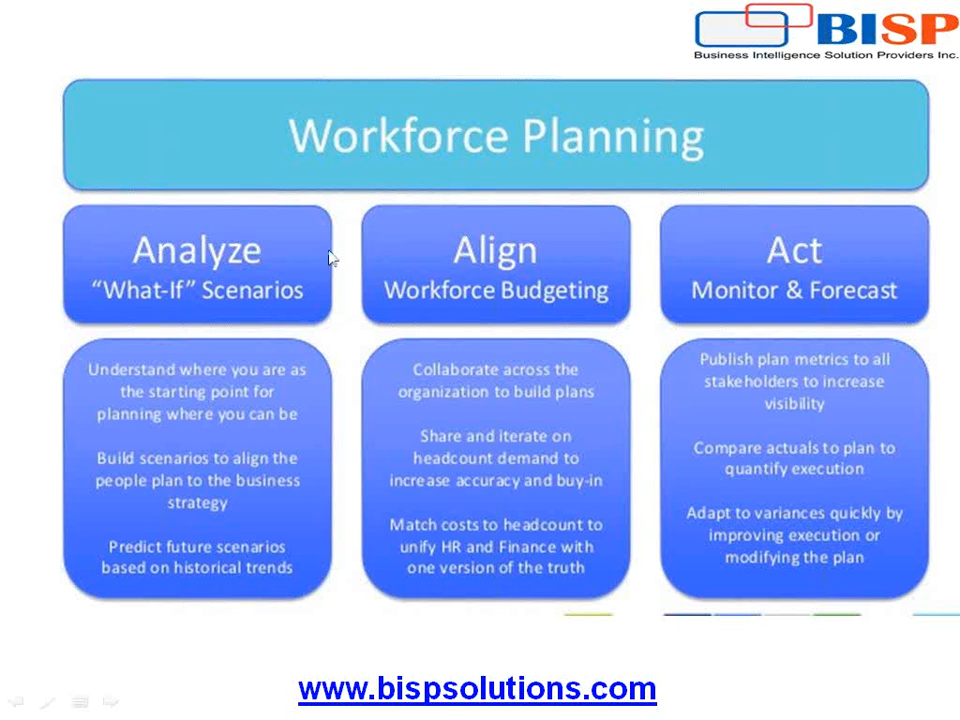 BISP
Business Intelligence Solution Providers Inc.
Workforce Planning
Analyze
“What-If” Scenarios
Understand where you are as
the starting point for
planning where you can be
Build scenarios to align the
people plan to the business
strategy
Predict future scenarios
based on historical trends
Align
Workforce Budgeting
Collaborate across the
organization to build plans
Share and iterate on
headcount demand to
increase accuracy and buy-in
Match costs to headcount to
unify HR and Finance with
one version of the truth
Act
Monitor & Forecast
Publish plan metrics to all
stakeholders to increase
visibility
Compare actuals to plan to
quantify execution
Adapt to variances quickly by
improving execution or
modifying the plan
www.bispsolutions.com